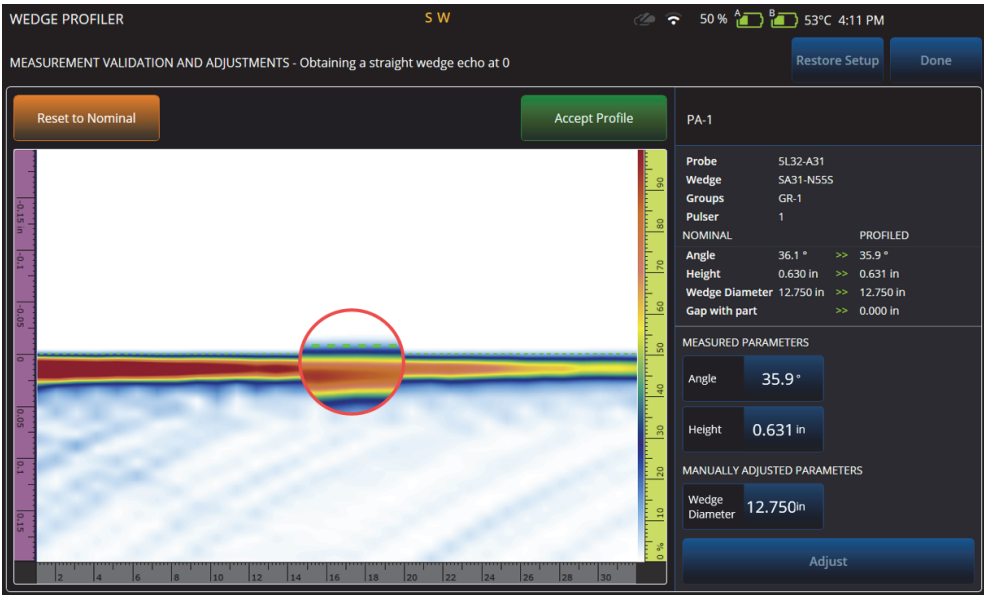 WEDGE PROFILER
S W
50 % A B 53°C 4:11 PM
MEASUREMENT VALIDATION AND ADJUSTMENTS - Obtaining a straight wedge echo at 0
Restore Setup
Done
Reset to Nominal
Accept Profile
PA-1
Probe 5L32-A31
Wedge SA31-N55S
Groups GR-1
Pulser 1
NOMINAL PROFILED
Angle 36.1 ° >> 35.9 °
Height 0.630 in >> 0.631 in
Wedge Diameter 12.750 in >> 12.750 in
Gap with part >> 0.000 in
MEASURED PARAMETERS
Angle 35.9 °
Height 0.631 in
MANUALLY ADJUSTED PARAMETERS
Wedge Diameter 12.750in
Adjust
-0.15 in
-0.1
-0.05
0
0.05
0.1
0.15
90
80
70
60
50
40
30
20
10
0 %
2 4 6 8 10 12 14 16 18 20 22 24 26 28 30